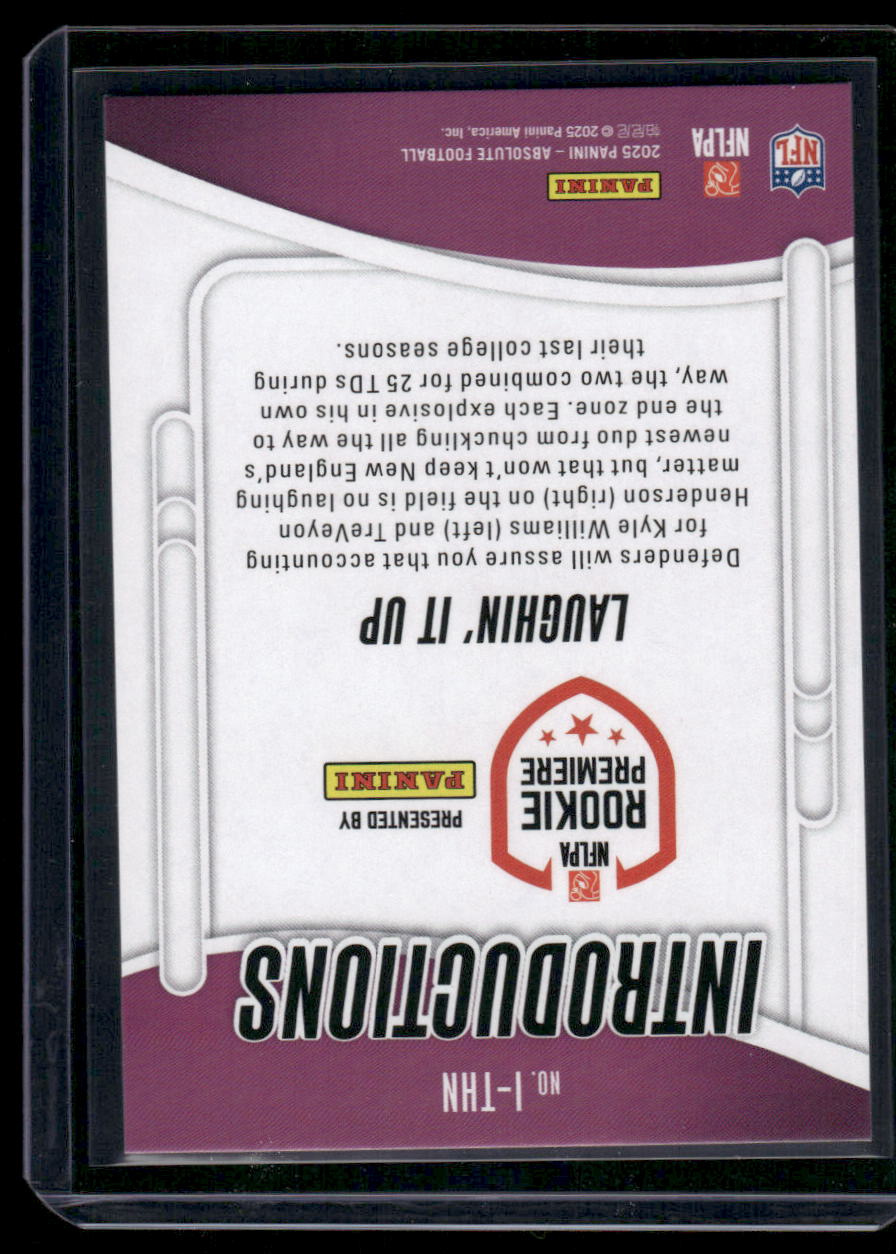 NO. I-THN
INTRODUCTIONS
NFLPA
ROOKIE
PREMIERE
PRESENTED BY
PANINI
LAUGHIN' IT UP
Defenders will assure you that accounting
for Kyle Williams (left) and TreVeyon
Henderson (right) on the field is no laughing
matter, but that won't keep New England's
newest duo from chuckling all the way to
the end zone. Each explosive in his own
way, the two combined for 25 TDs during
their last college seasons.
PANINI
2025 PANINI – ABSOLUTE FOOTBALL
帕尼尼 © 2025 Panini America, Inc.
NFLPA
NFL